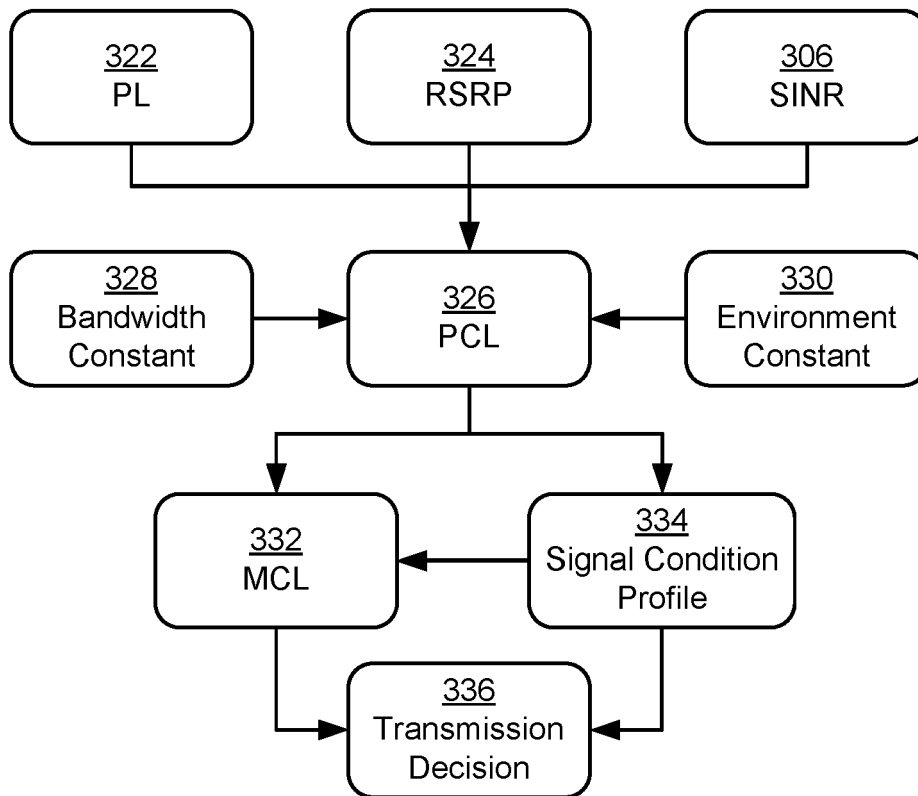 322
PL
324
RSRP
306
SINR
328
Bandwidth
Constant
326
PCL
330
Environment
Constant
332
MCL
334
Signal Condition
Profile
336
Transmission
Decision